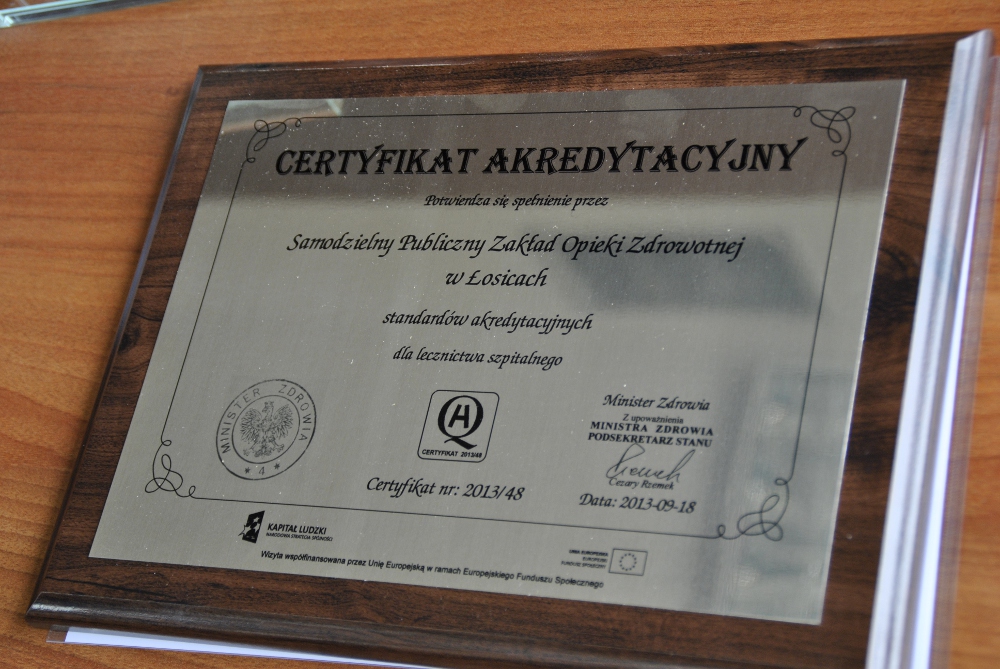 CERTYFIKAT AKREDYTACYJNY
Potwierdza się spełnienie przez
Samodzielny Publiczny Zakład Opieki Zdrowotnej
w Łosicach
standardów akredytacyjnych
dla lecznictwa szpitalnego
MINISTER ZDROWIA
* 4 *
HQ
CERTYFIKAT 2013/48
Certyfikat nr: 2013/48
Minister Zdrowia
Z upoważnienia
MINISTRA ZDROWIA
PODSEKRETARZ STANU
Cezary Rzemek
Data: 2013-09-18
KAPITAŁ LUDZKI
NARODOWA STRATEGIA SPÓJNOŚCI
UNIA EUROPEJSKA
EUROPEJSKI
FUNDUSZ SPOŁECZNY
Wizyta współfinansowana przez Unię Europejską w ramach Europejskiego Funduszu Społecznego